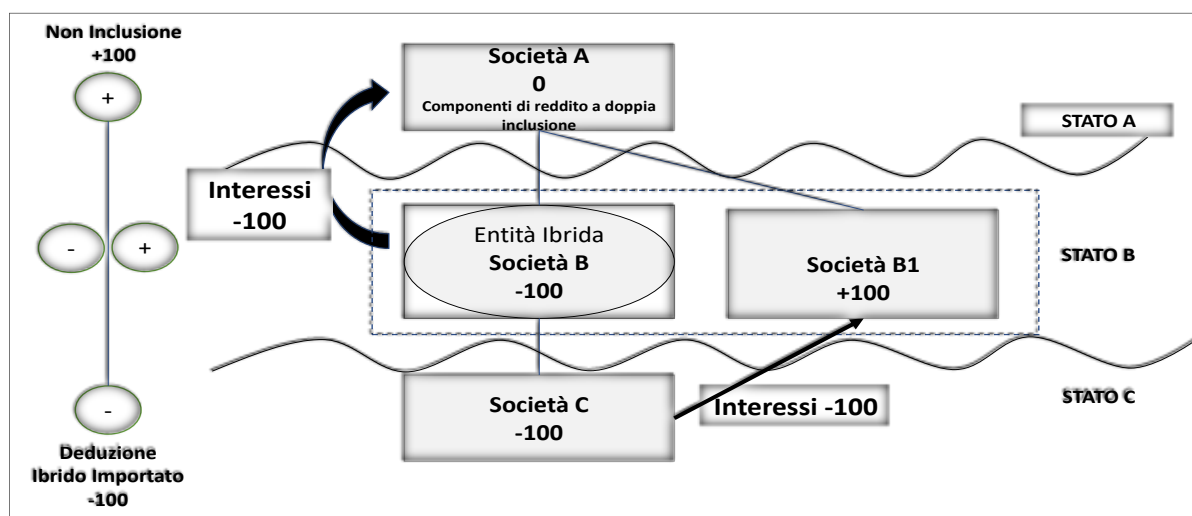 Non Inclusione
+100
+
Società A
0
Componenti di reddito a doppia
inclusione
STATO A
Interessi
-100
-
+
Entità Ibrida
Società B
-100
Società B1
+100
STATO B
-
Deduzione
Ibrido Importato
-100
Società C
-100
Interessi -100
STATO C